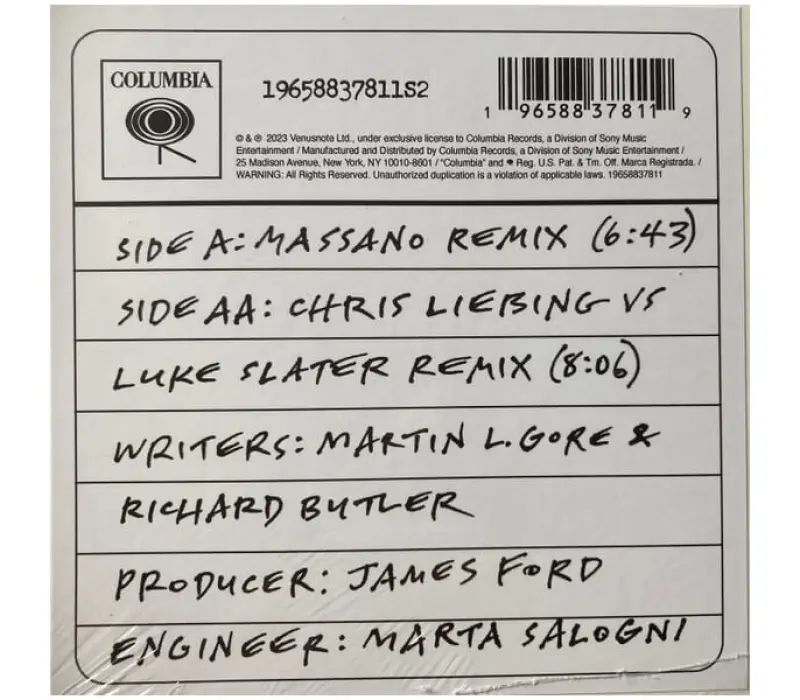 COLUMBIA
19658837811S2
1 96588 37811 9
© & ℗ 2023 Venusnote Ltd., under exclusive license to Columbia Records, a Division of Sony Music
Entertainment / Manufactured and Distributed by Columbia Records, a Division of Sony Music Entertainment /
25 Madison Avenue, New York, NY 10010-8601 / "Columbia" and Reg. U.S. Pat. & Tm. Off. Marca Registrada. /
WARNING: All Rights Reserved. Unauthorized duplication is a violation of applicable laws. 19658837811
SIDE A: MASSANO REMIX (6:43)
SIDE AA: CHRIS LIEBING VS
LUKE SLATER REMIX (8:06)
WRITERS: MARTIN L. GORE &
RICHARD BUTLER
PRODUCER: JAMES FORD
ENGINEER: MARTA SALOGNI